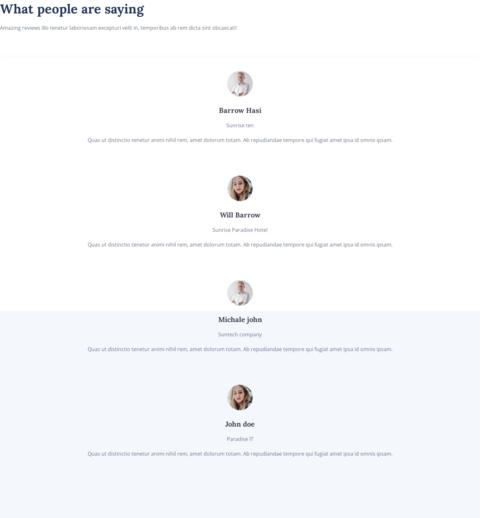 What people are saying
Amazing reviews illo tenetur laboriosam excepturi velit in, temporibus ab rem dicta sint obcaecati!
Barrow Hasi
Sunrise ten
Quas ut distinctio tenetur animi nihil rem, amet dolorum totam. Ab repudiandae tempore qui fugiat amet ipsa id omnis ipsam.
Will Barrow
Sunrise Paradise Hotel
Quas ut distinctio tenetur animi nihil rem, amet dolorum totam. Ab repudiandae tempore qui fugiat amet ipsa id omnis ipsam.
Michale john
Suntech company
Quas ut distinctio tenetur animi nihil rem, amet dolorum totam. Ab repudiandae tempore qui fugiat amet ipsa id omnis ipsam.
John doe
Paradise IT
Quas ut distinctio tenetur animi nihil rem, amet dolorum totam. Ab repudiandae tempore qui fugiat amet ipsa id omnis ipsam.